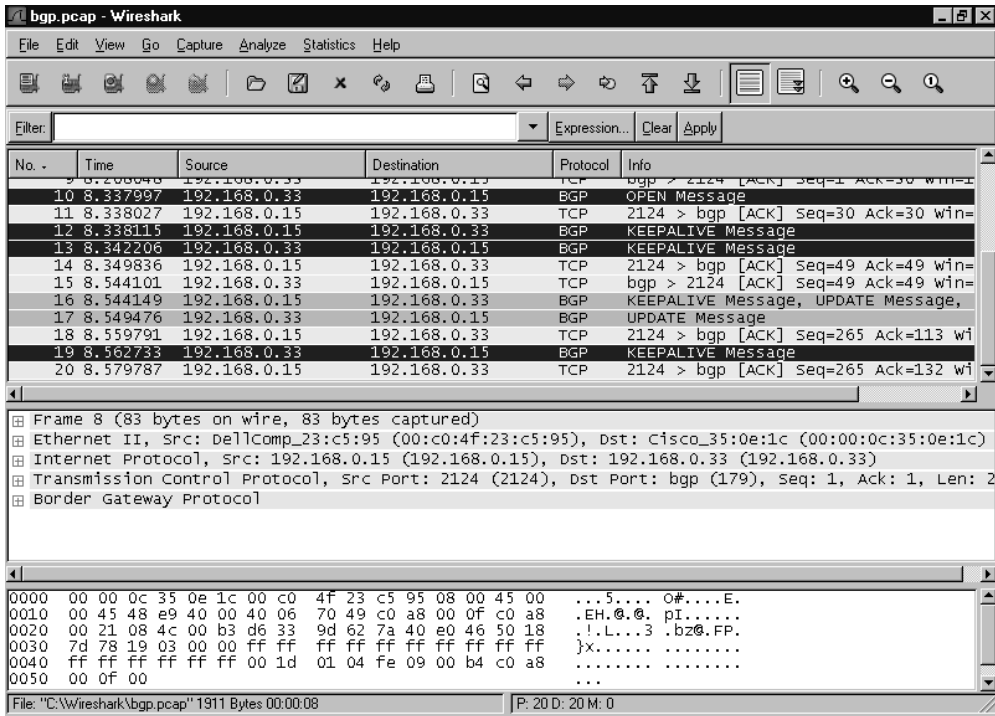 bgp.pcap - Wireshark
File Edit View Go Capture Analyze Statistics Help
Filter: Expression... Clear Apply
No. - Time Source Destination Protocol Info
10 8.337997 192.168.0.33 192.168.0.15 BGP OPEN Message
11 8.338027 192.168.0.15 192.168.0.33 TCP 2124 > bgp [ACK] Seq=30 Ack=30 Win=
12 8.338115 192.168.0.15 192.168.0.33 BGP KEEPALIVE Message
13 8.342206 192.168.0.33 192.168.0.15 BGP KEEPALIVE Message
14 8.349836 192.168.0.15 192.168.0.33 TCP 2124 > bgp [ACK] Seq=49 Ack=49 Win=
15 8.544101 192.168.0.33 192.168.0.15 TCP bgp > 2124 [ACK] Seq=49 Ack=49 Win=
16 8.544149 192.168.0.15 192.168.0.33 BGP KEEPALIVE Message, UPDATE Message,
17 8.549476 192.168.0.33 192.168.0.15 BGP UPDATE Message
18 8.559791 192.168.0.15 192.168.0.33 TCP 2124 > bgp [ACK] Seq=265 Ack=113 Wi
19 8.562733 192.168.0.33 192.168.0.15 BGP KEEPALIVE Message
20 8.579787 192.168.0.15 192.168.0.33 TCP 2124 > bgp [ACK] Seq=265 Ack=132 Wi
Frame 8 (83 bytes on wire, 83 bytes captured)
Ethernet II, Src: DellComp_23:c5:95 (00:c0:4f:23:c5:95), Dst: Cisco_35:0e:1c (00:00:0c:35:0e:1c)
Internet Protocol, Src: 192.168.0.15 (192.168.0.15), Dst: 192.168.0.33 (192.168.0.33)
Transmission Control Protocol, Src Port: 2124 (2124), Dst Port: bgp (179), Seq: 1, Ack: 1, Len: 2
Border Gateway Protocol
0000 00 00 0c 35 0e 1c 00 c0 4f 23 c5 95 08 00 45 00 ...5.... O#....E.
0010 00 45 48 e9 40 00 40 06 70 49 c0 a8 00 0f c0 a8 .EH.@.@. pI......
0020 00 21 08 4c 00 b3 d6 33 9d 62 7a 40 e0 46 50 18 .!.L...3 .bz@.FP.
0030 7d 78 19 03 00 00 ff ff ff ff ff ff ff ff ff ff }x...... ........
0040 ff ff ff ff ff ff 00 1d 01 04 fe 09 00 b4 c0 a8 ........ ........
0050 00 0f 00 ...
File: "C:\Wireshark\bgp.pcap" 1911 Bytes 00:00:08 P: 20 D: 20 M: 0